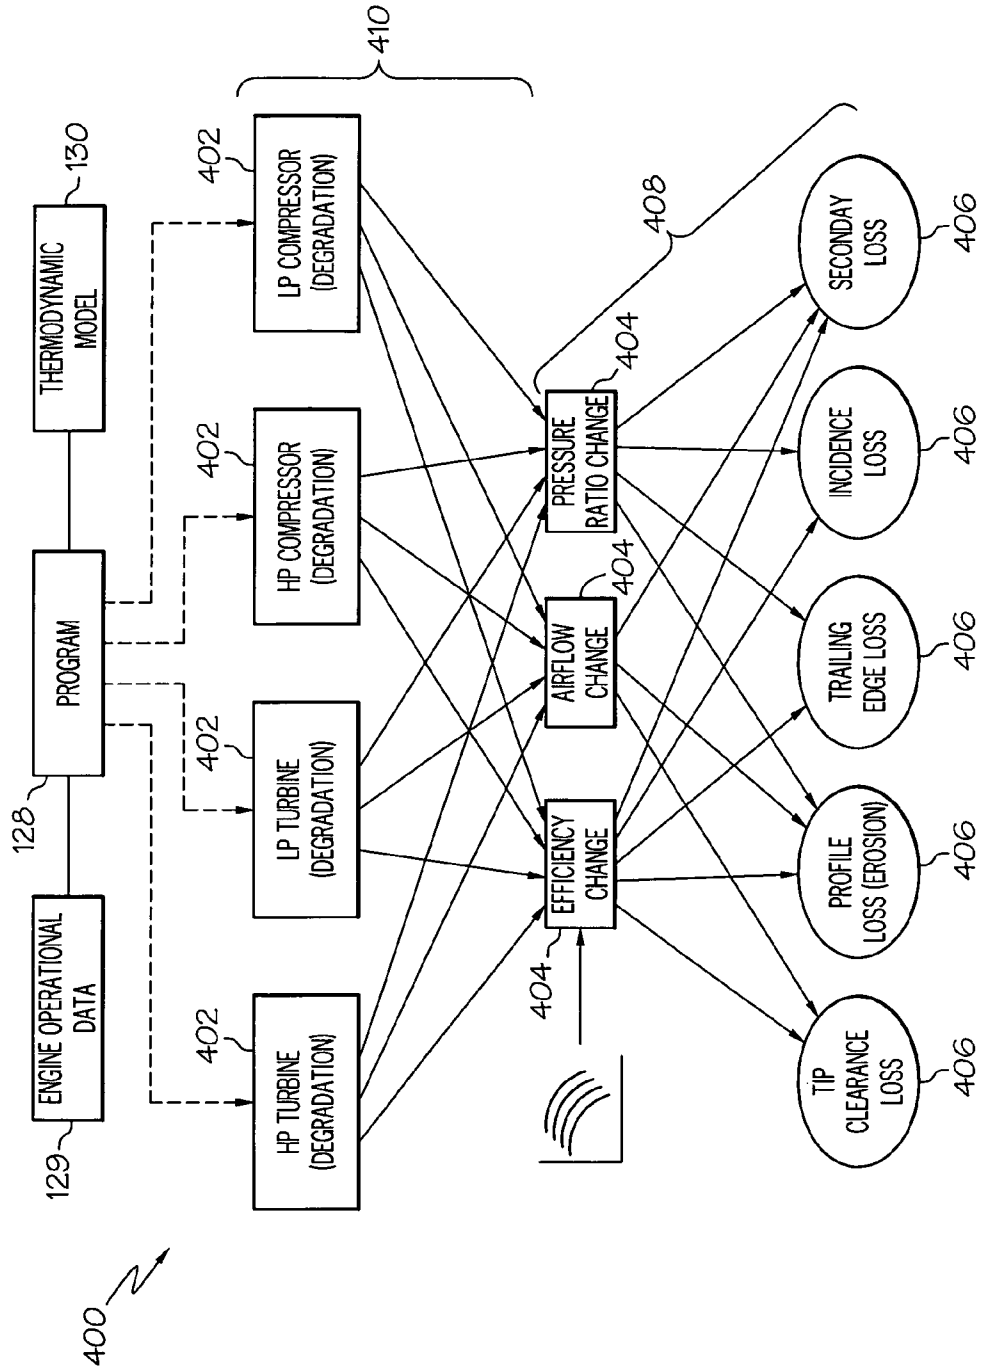 400
129
ENGINE OPERATIONAL
DATA
128
PROGRAM
130
THERMODYNAMIC
MODEL
402
HP TURBINE
(DEGRADATION)
402
LP TURBINE
(DEGRADATION)
402
HP COMPRESSOR
(DEGRADATION)
402
LP COMPRESSOR
(DEGRADATION)
410
404
EFFICIENCY
CHANGE
404
AIRFLOW
CHANGE
404
PRESSURE
RATIO CHANGE
408
TIP
CLEARANCE
LOSS
406
PROFILE
LOSS (EROSION)
406
TRAILING
EDGE LOSS
406
INCIDENCE
LOSS
406
SECONDAY
LOSS
406